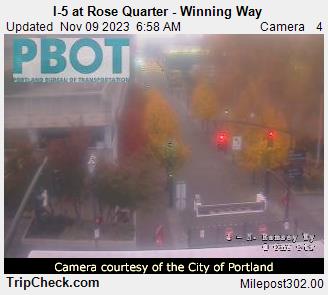 I-5 at Rose Quarter - Winning Way
Updated Nov 09 2023 6:58 AM Camera 4
PBOT
PORTLAND BUREAU OF TRANSPORTATION
Camera courtesy of the City of Portland
TripCheck.com Milepost302.00